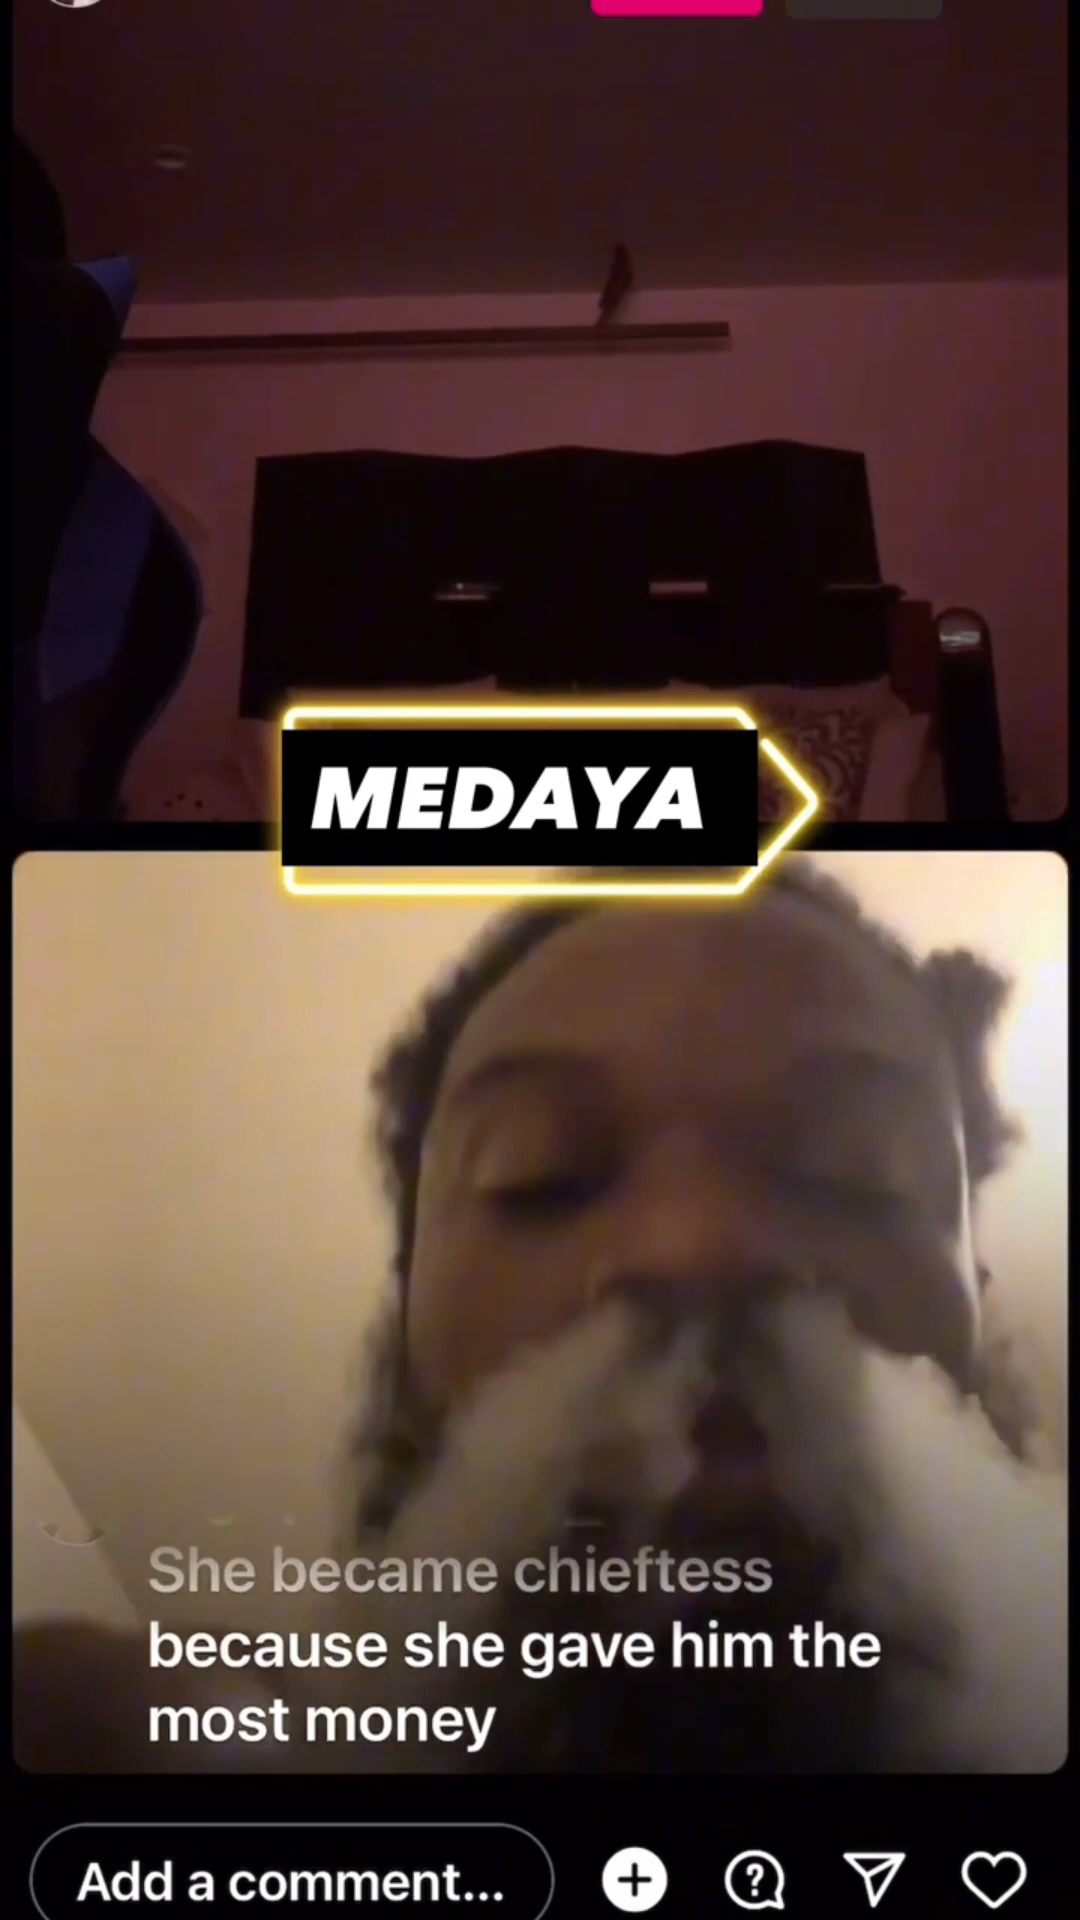 MEDAYA
She became chieftess
because she gave him the
most money
Add a comment...